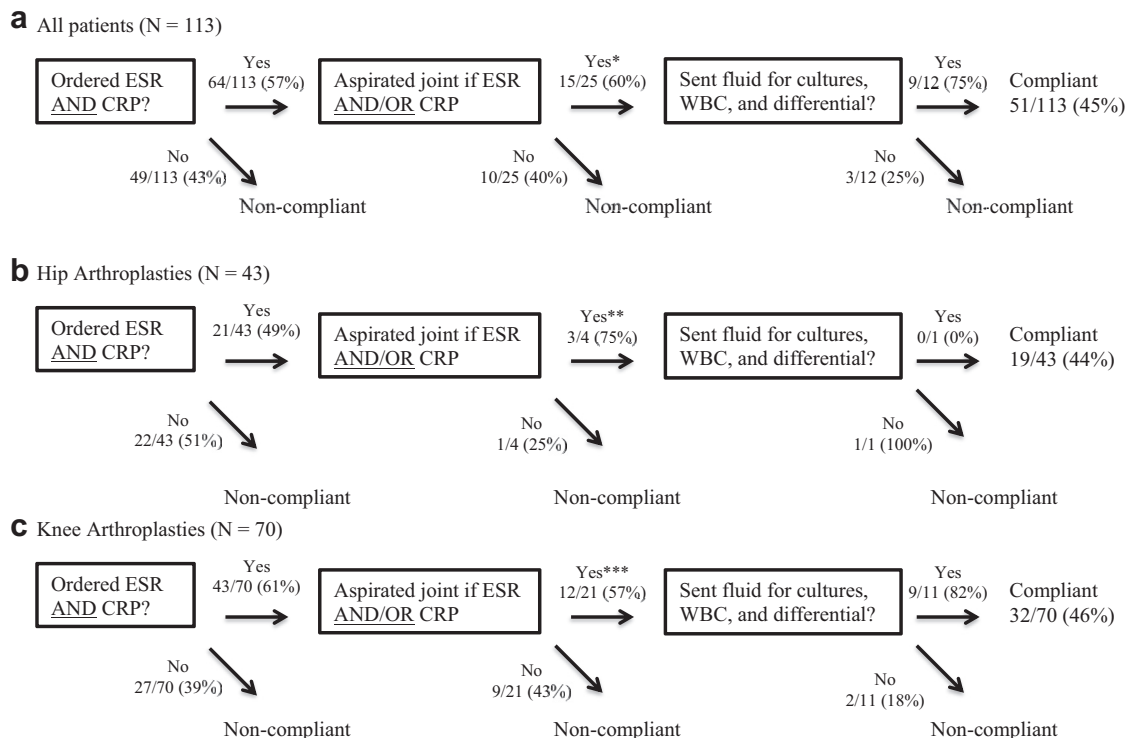 a All patients (N = 113)
Ordered ESR
AND CRP?
Yes
64/113 (57%)
No
49/113 (43%)
Non-compliant
Aspirated joint if ESR
AND/OR CRP
Yes*
15/25 (60%)
No
10/25 (40%)
Non-compliant
Sent fluid for cultures,
WBC, and differential?
Yes
9/12 (75%)
No
3/12 (25%)
Non-compliant
Compliant
51/113 (45%)
b Hip Arthroplasties (N = 43)
Ordered ESR
AND CRP?
Yes
21/43 (49%)
No
22/43 (51%)
Non-compliant
Aspirated joint if ESR
AND/OR CRP
Yes**
3/4 (75%)
No
1/4 (25%)
Non-compliant
Sent fluid for cultures,
WBC, and differential?
Yes
0/1 (0%)
No
1/1 (100%)
Non-compliant
Compliant
19/43 (44%)
c Knee Arthroplasties (N = 70)
Ordered ESR
AND CRP?
Yes
43/70 (61%)
No
27/70 (39%)
Non-compliant
Aspirated joint if ESR
AND/OR CRP
Yes***
12/21 (57%)
No
9/21 (43%)
Non-compliant
Sent fluid for cultures,
WBC, and differential?
Yes
9/11 (82%)
No
2/11 (18%)
Non-compliant
Compliant
32/70 (46%)